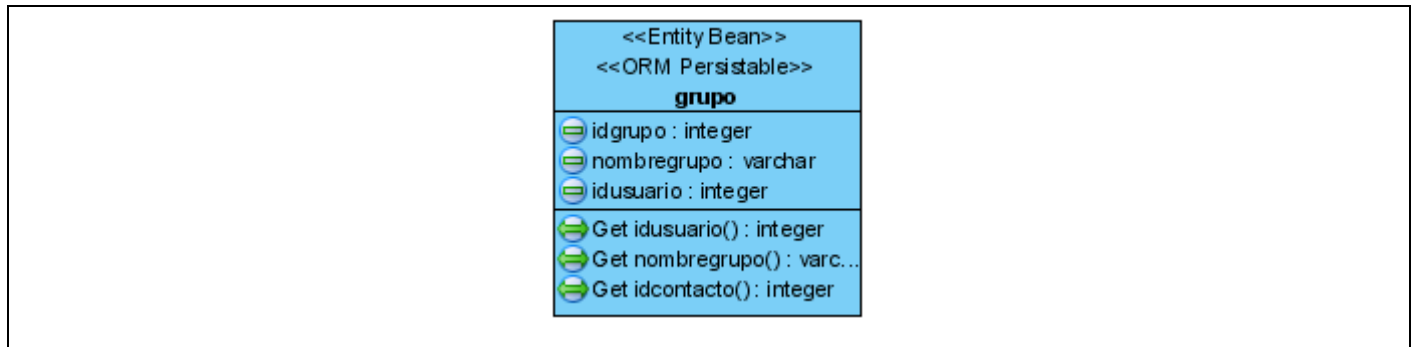 <<Entity Bean>>
<<ORM Persistable>>
grupo
idgrupo : integer
nombregrupo : varchar
idusuario : integer
Get idusuario() : integer
Get nombregrupo() : varc...
Get idcontacto() : integer